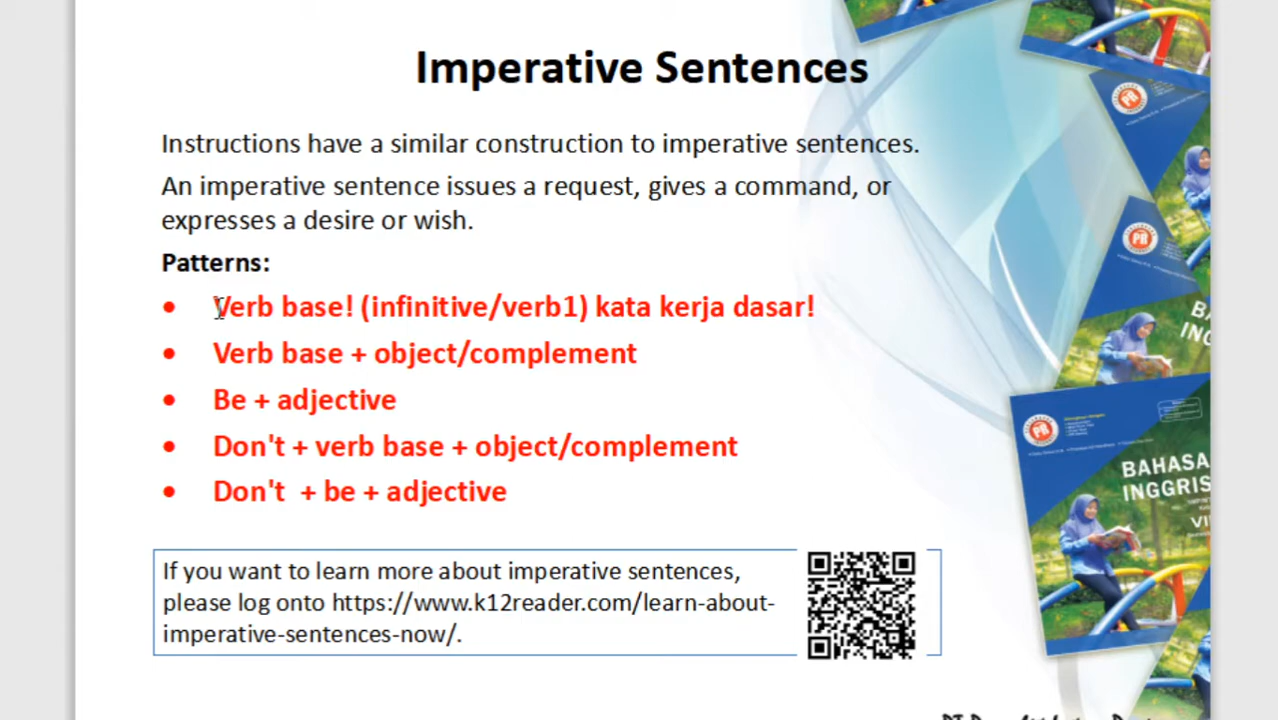 Imperative Sentences
Instructions have a similar construction to imperative sentences.
An imperative sentence issues a request, gives a command, or
expresses a desire or wish.
Patterns:
• Verb base! (infinitive/verb1) kata kerja dasar!
• Verb base + object/complement
• Be + adjective
• Don't + verb base + object/complement
• Don't + be + adjective
If you want to learn more about imperative sentences,
please log onto https://www.k12reader.com/learn-about-
imperative-sentences-now/.
PR
PR
PR
BAHASA
INGGRIS